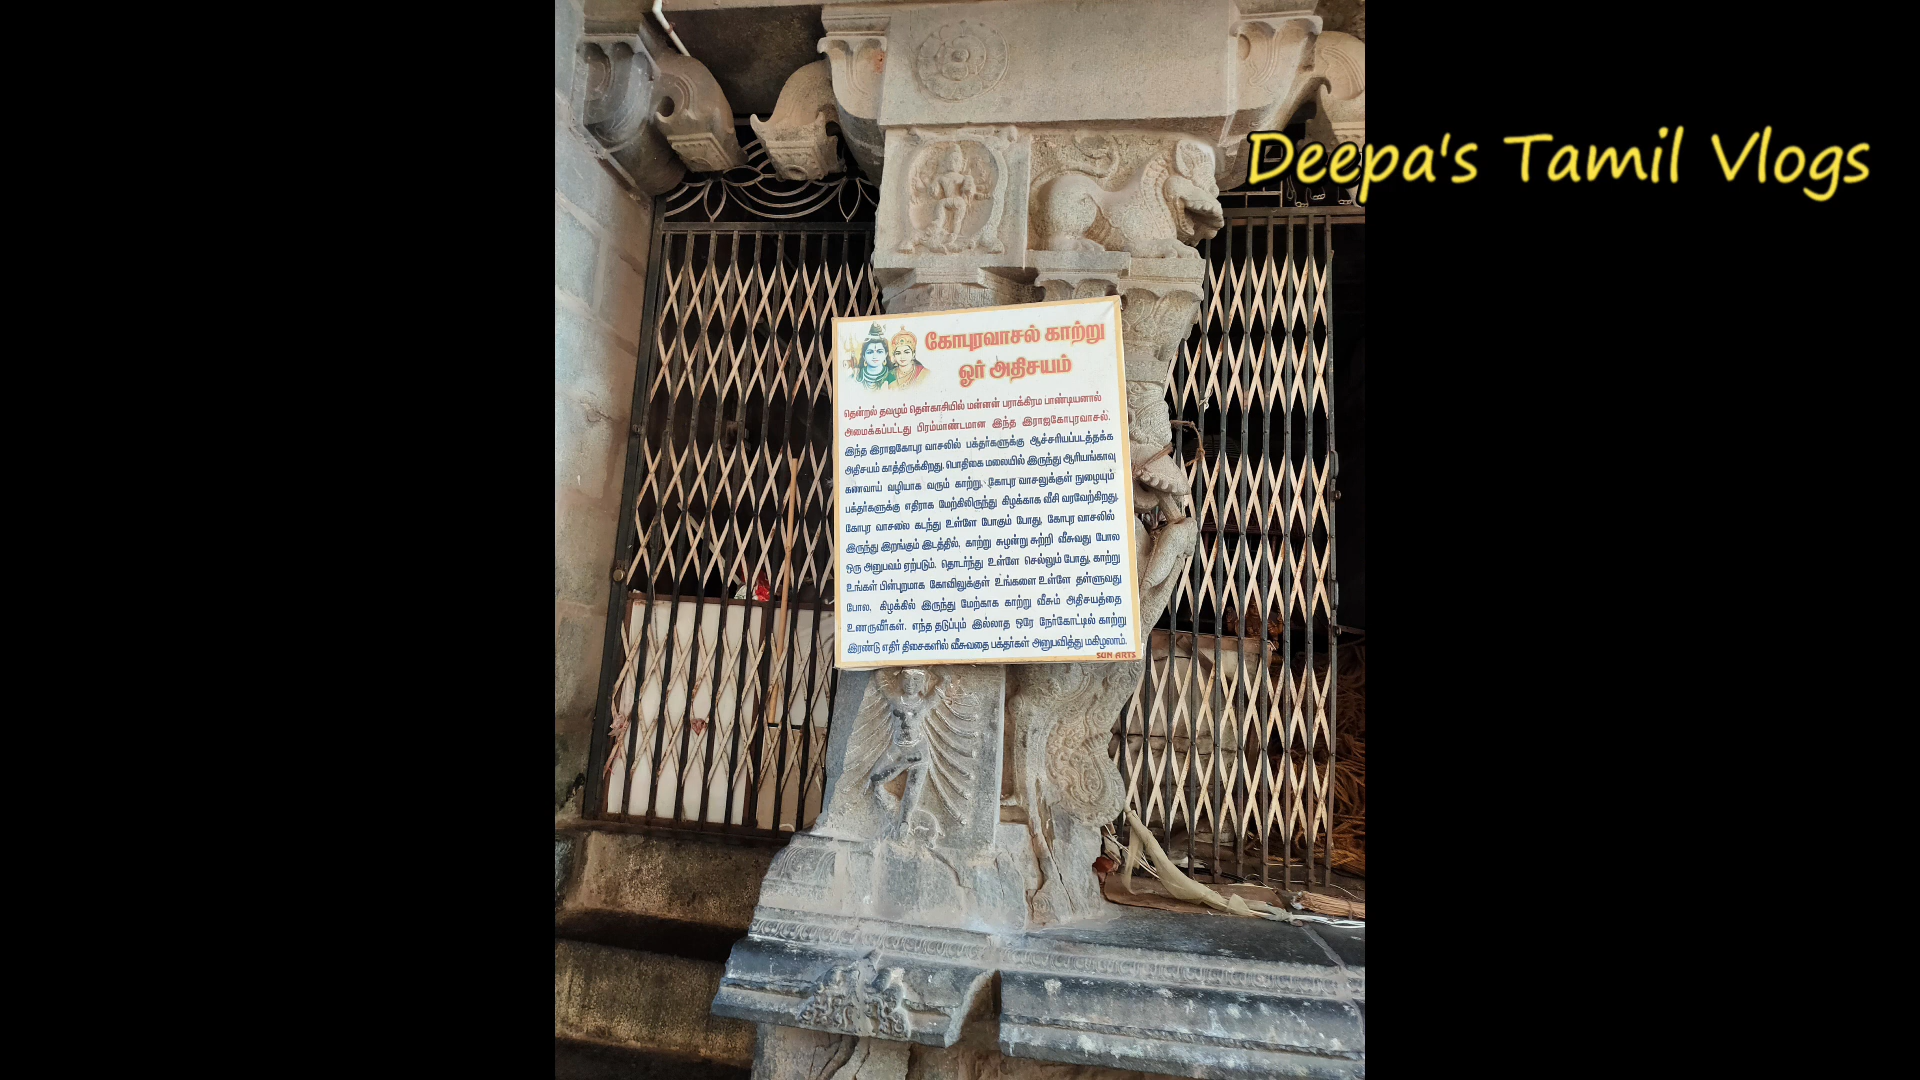 Deepa's Tamil Vlogs
கோபுரவாசல் காற்று
ஓர் அதிசயம்
தென்றல் தவழும் தென்காசியில் மன்னன் பராக்கிரம பாண்டியனால்
அமைக்கப்பட்டது பிரம்மாண்டமான இந்த இராஜகோபுரவாசல்.
இந்த இராஜகோபுர வாசலில் பக்தர்களுக்கு ஆச்சரியப்படத்தக்க
அதிசயம் காத்திருக்கிறது. பொதிகை மலையில் இருந்து ஆரியங்காவு
கணவாய் வழியாக வரும் காற்று, கோபுர வாசலுக்குள் நுழையும்
பக்தர்களுக்கு எதிராக மேற்கிலிருந்து கிழக்காக வீசி வரவேற்கிறது.
கோபுர வாசலை கடந்து உள்ளே போகும் போது, கோபுர வாசலில்
இருந்து இறங்கும் இடத்தில், காற்று சுழன்று சுற்றி வீசுவது போல
ஒரு அனுபவம் ஏற்படும். தொடர்ந்து உள்ளே செல்லும் போது, காற்று
உங்கள் பின்புறமாக கோவிலுக்குள் உங்களை உள்ளே தள்ளுவது
போல, கிழக்கில் இருந்து மேற்காக காற்று வீசும் அதிசயத்தை
உணருவீர்கள். எந்த தடுப்பும் இல்லாத ஒரே நேர்கோட்டில் காற்று
இரண்டு எதிர் திசைகளில் வீசுவதை பக்தர்கள் அனுபவித்து மகிழலாம்.
SUN ARTS